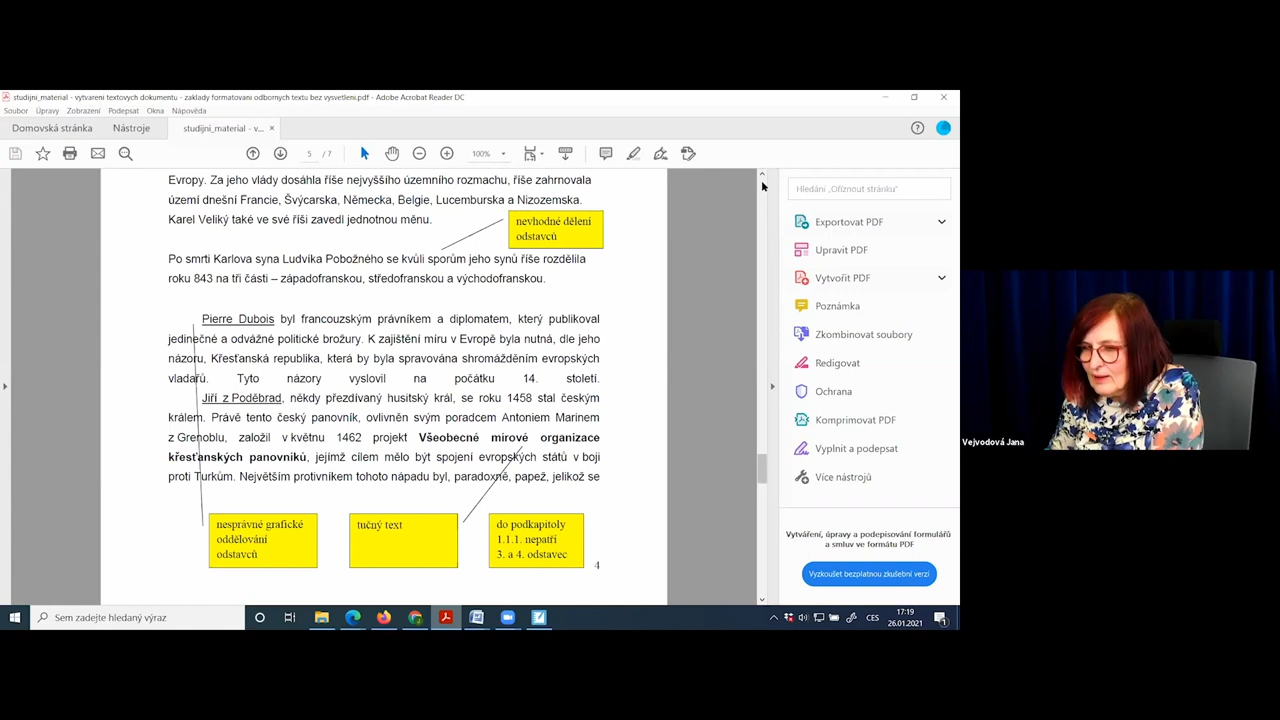 studijni_material - vytvareni textovych dokumentu - zaklady formatovani odbornych textu bez vysvetleni.pdf - Adobe Acrobat Reader DC
Soubor Úpravy Zobrazení Podepsat Okna Nápověda
Domovská stránka Nástroje studijni_material - v... ×
5 / 7 100%
Evropy. Za jeho vlády dosáhla říše nejvyššího územního rozmachu, říše zahrnovala
území dnešní Francie, Švýcarska, Německa, Belgie, Lucemburska a Nizozemska.
Karel Veliký také ve své říši zavedl jednotnou měnu.
nevhodné dělení
odstavců
Po smrti Karlova syna Ludvíka Pobožného se kvůli sporům jeho synů říše rozdělila
roku 843 na tři části – západofranskou, středofranskou a východofranskou.
Pierre Dubois byl francouzským právníkem a diplomatem, který publikoval
jedinečné a odvážné politické brožury. K zajištění míru v Evropě byla nutná, dle jeho
názoru, Křesťanská republika, která by byla spravována shromážděním evropských
vladařů. Tyto názory vyslovil na počátku 14. století.
Jiří z Poděbrad, někdy přezdívaný husitský král, se roku 1458 stal českým
králem. Právě tento český panovník, ovlivněn svým poradcem Antoniem Marinem
z Grenoblu, založil v květnu 1462 projekt Všeobecné mírové organizace
křesťanských panovníků, jejímž cílem mělo být spojení evropských států v boji
proti Turkům. Největším protivníkem tohoto nápadu byl, paradoxně, papež, jelikož se
nesprávné grafické
oddělování
odstavců
tučný text
do podkapitoly
1.1.1. nepatří
3. a 4. odstavec
4
Hledání „Oříznout stránku"
Exportovat PDF
Upravit PDF
Vytvořit PDF
Poznámka
Zkombinovat soubory
Redigovat
Ochrana
Komprimovat PDF
Vyplnit a podepsat
Více nástrojů
Vytváření, úpravy a podepisování formulářů
a smluv ve formátu PDF
Vyzkoušet bezplatnou zkušební verzi
Sem zadejte hledaný výraz
CES
17:19
26.01.2021
1
Vejvodová Jana